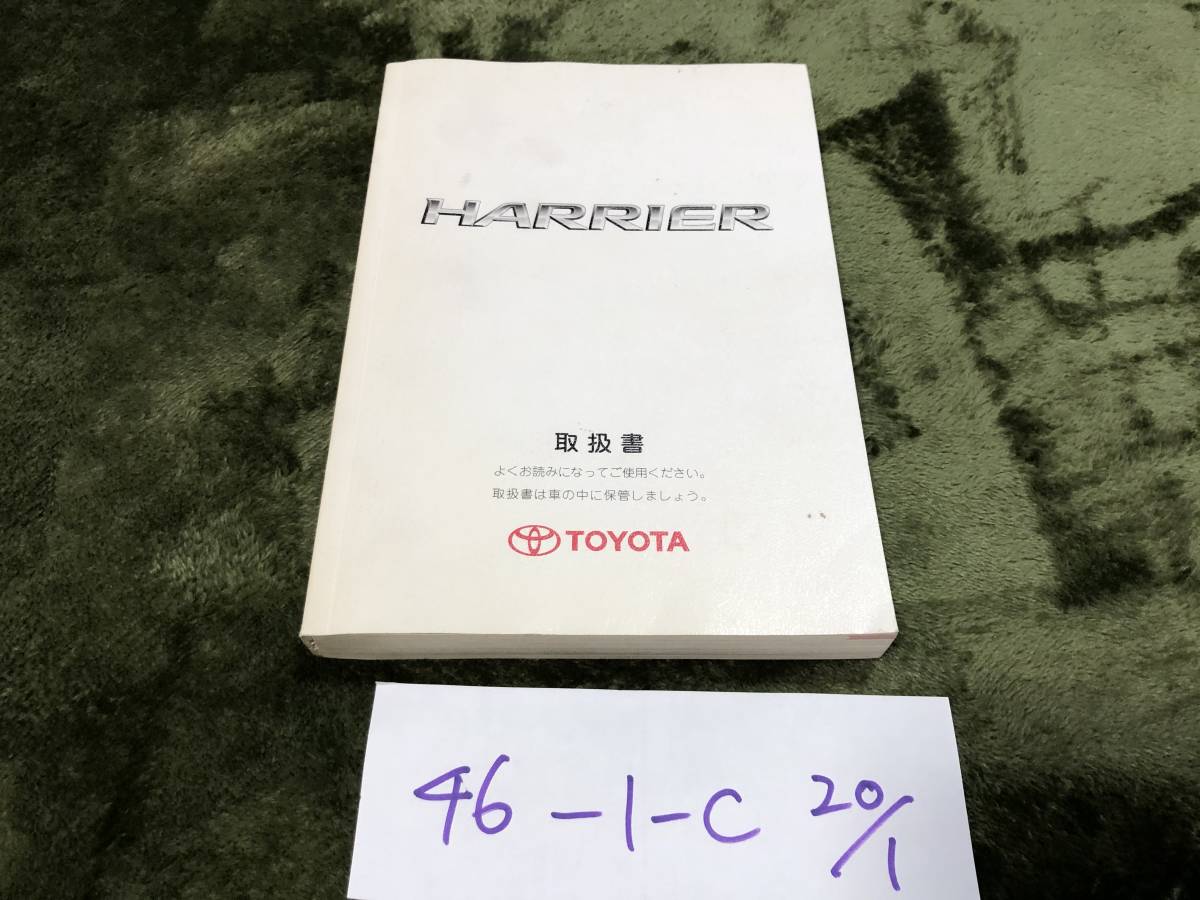 HARRIER
取扱書
よくお読みになってご使用ください。
取扱書は車の中に保管しましょう。
TOYOTA
46-1-C 20/1